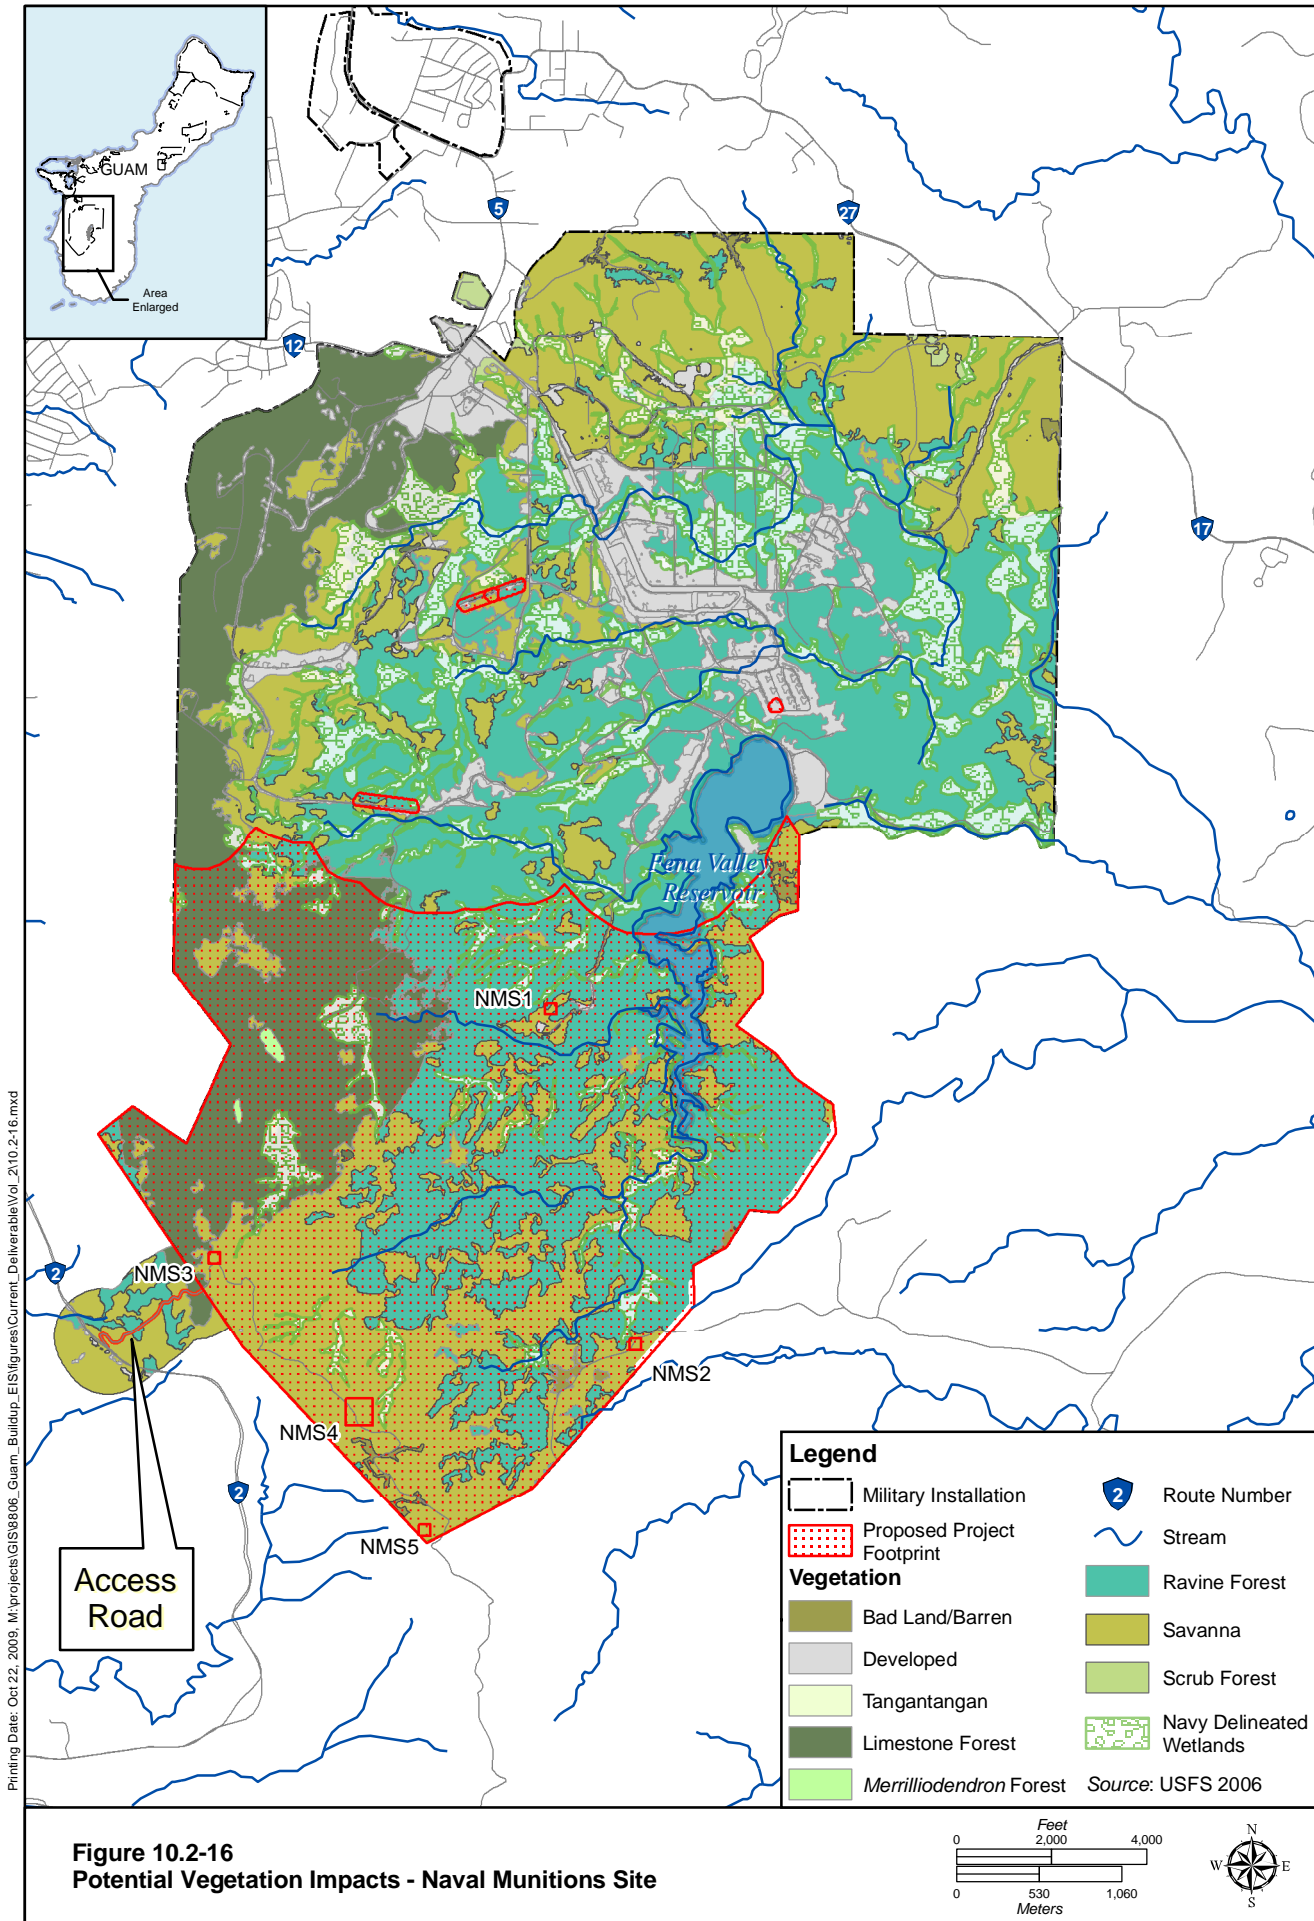 GUAM
Area
Enlarged
5
27
12
17
Fena Valley
Reservoir
NMS1
NMS3
2
NMS2
NMS4
2
NMS5
Access
Road
Legend
Military Installation
Proposed Project
Footprint
Vegetation
Bad Land/Barren
Developed
Tangantangan
Limestone Forest
Merrilliodendron Forest
2
Route Number
Stream
Ravine Forest
Savanna
Scrub Forest
Navy Delineated
Wetlands
Source: USFS 2006
Printing Date: Oct 22, 2009, M:\projects\GIS\8806_Guam_Buildup_EIS\figures\Current_Deliverable\Vol_2\10.2-16.mxd
Figure 10.2-16
Potential Vegetation Impacts - Naval Munitions Site
Feet
0 2,000 4,000
0 530 1,060
Meters
N
W E
S